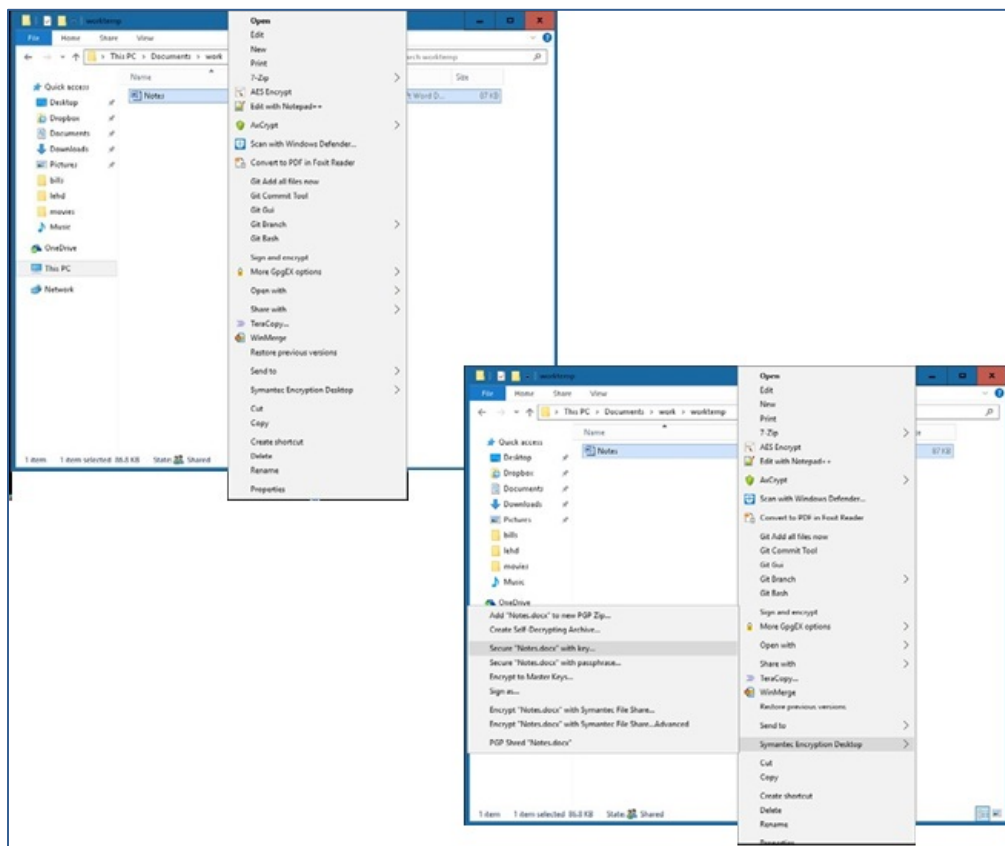 worktemp
File Home Share View
This PC > Documents > work
worktemp
Name
Size
Quick access
Desktop
Dropbox
Documents
Downloads
Pictures
bills
lehd
movies
Music
OneDrive
This PC
Network
Notes
Word D...
87 KB
1 item 1 item selected 86.8 KB State: Shared
Open
Edit
New
Print
7-Zip
AES Encrypt
Edit with Notepad++
AxCrypt
Scan with Windows Defender...
Convert to PDF in Foxit Reader
Git Add all files now
Git Commit Tool
Git Gui
Git Branch
Git Bash
Sign and encrypt
More GpgEX options
Open with
Share with
TeraCopy...
WinMerge
Restore previous versions
Send to
Symantec Encryption Desktop
Cut
Copy
Create shortcut
Delete
Rename
Properties
worktemp
File Home Share View
This PC > Documents > work > worktemp
Name
Quick access
Desktop
Dropbox
Documents
Downloads
Pictures
bills
lehd
movies
Music
OneDrive
Notes
87 KB
1 item 1 item selected 86.8 KB State: Shared
Open
Edit
New
Print
7-Zip
AES Encrypt
Edit with Notepad++
AxCrypt
Scan with Windows Defender...
Convert to PDF in Foxit Reader
Git Add all files now
Git Commit Tool
Git Gui
Git Branch
Git Bash
Sign and encrypt
More GpgEX options
Open with
Share with
TeraCopy...
WinMerge
Restore previous versions
Send to
Symantec Encryption Desktop
Cut
Copy
Create shortcut
Delete
Rename
Properties
Add "Notes.docx" to new PGP Zip...
Create Self-Decrypting Archive...
Secure "Notes.docx" with key...
Secure "Notes.docx" with passphrase...
Encrypt to Master Keys...
Sign as...
Encrypt "Notes.docx" with Symantec File Share...
Encrypt "Notes.docx" with Symantec File Share...Advanced
PGP Shred "Notes.docx"